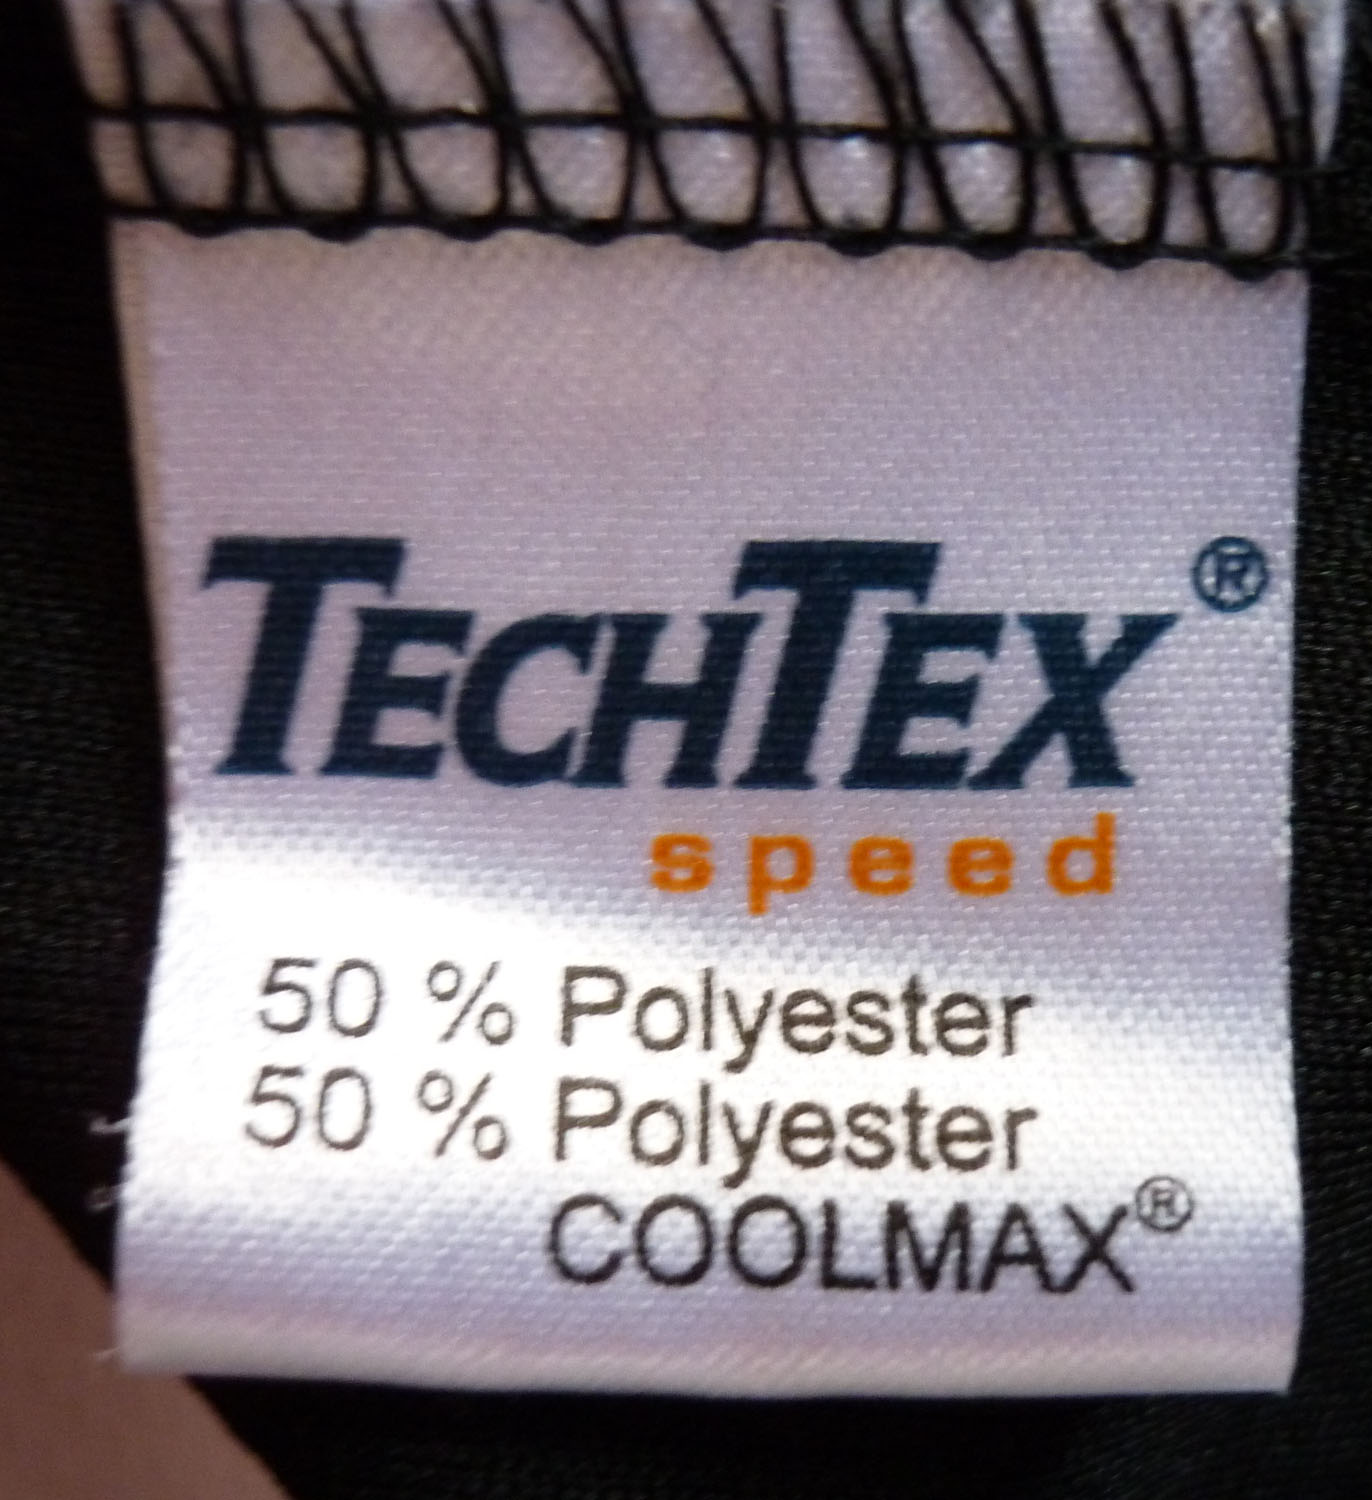 TECHTEX®
speed
50 % Polyester
50 % Polyester
COOLMAX®